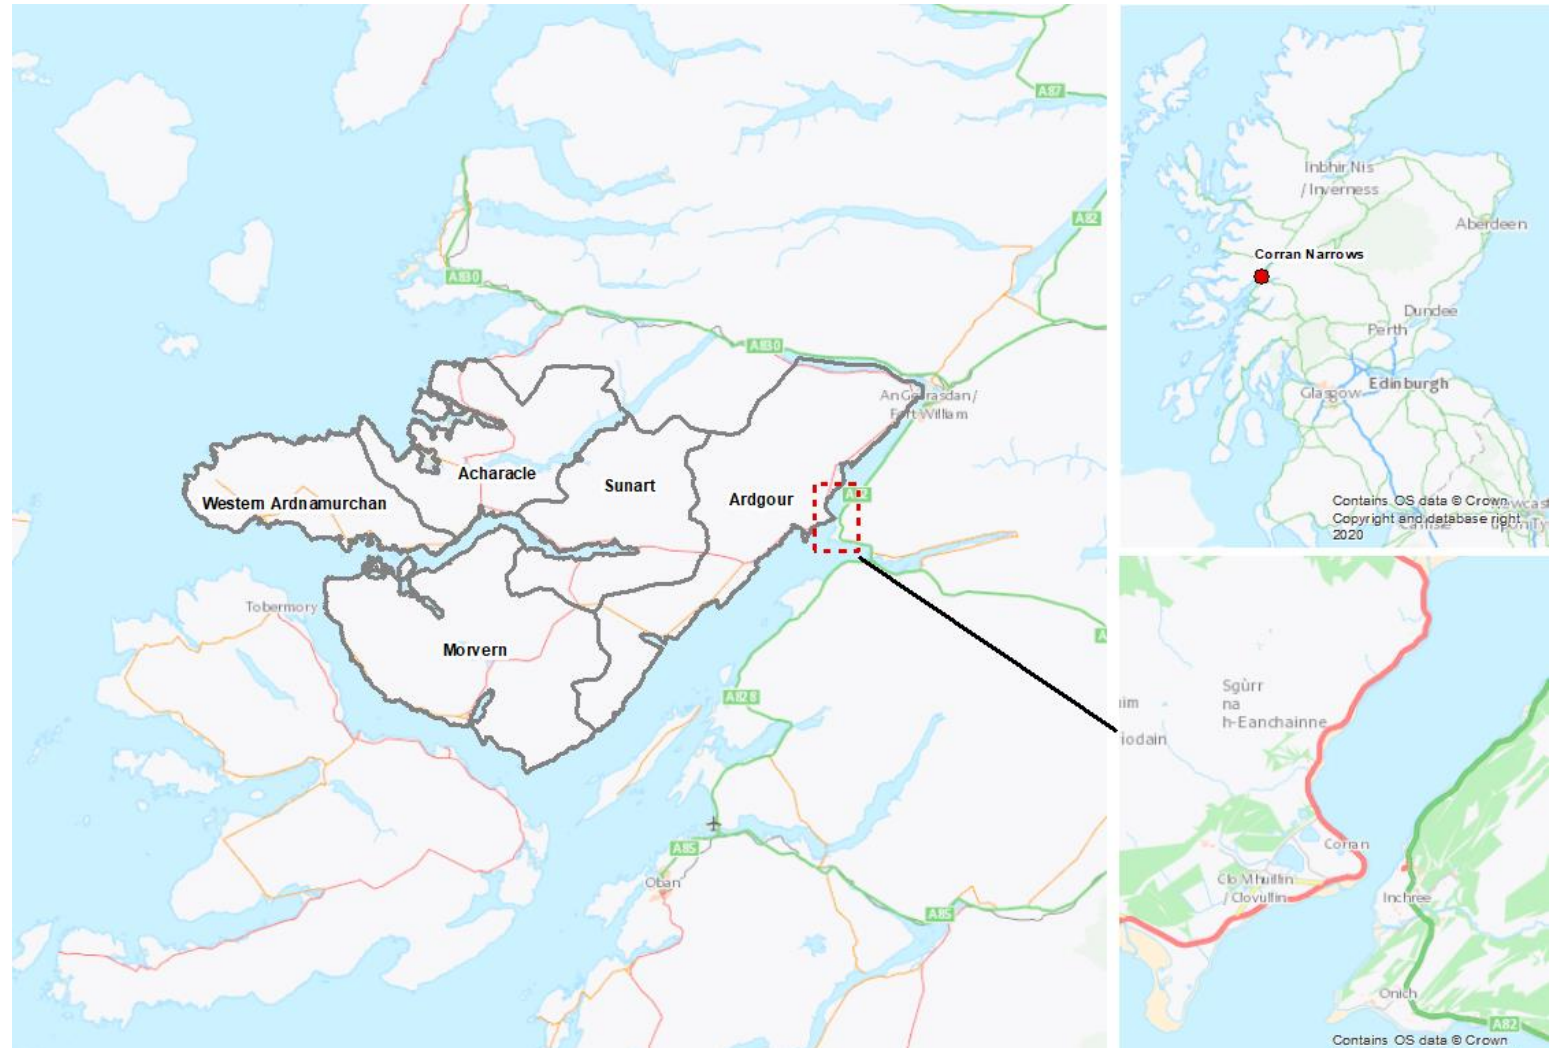 A87
A82
A830
A830
An Gearasdan /
Fort William
Acharacle
Sunart
Western Ardnamurchan
Ardgour
A82
Tobermory
Morvern
A828
A85
Oban
A85
A
Inbhir Nis
/ Inverness
Aberdeen
Corran Narrows
Dundee
Perth
Edinburgh
Glasgow
Contains OS data © Crown
Copyright and database right
2020
Sgùrr
na
h-Eanchainne
iodain
Corran
Clo Mhuillin
/ Clovullin
Inchree
Onich
A82
Contains OS data © Crown